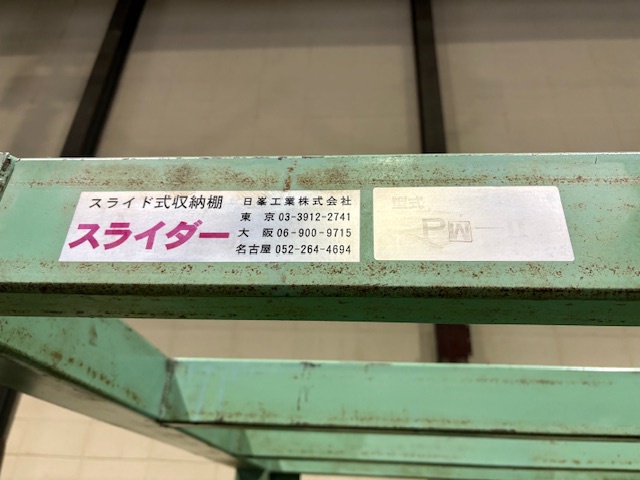 スライド式収納棚
スライダー
日峯工業株式会社
東京 03-3912-2741
大阪 06-900-9715
名古屋 052-264-4694
型式
PW